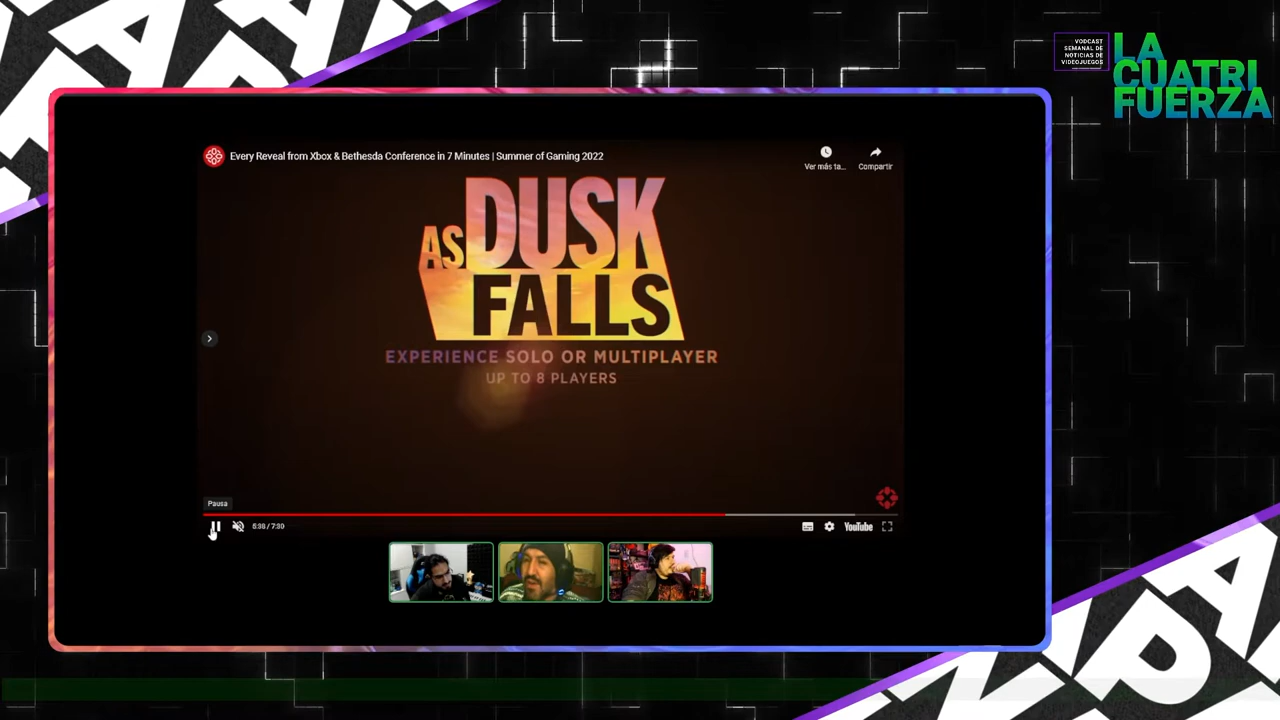 VODCAST
SEMANAL DE
NOTICIAS DE
VIDEOJUEGOS
LA
CUATRI
FUERZA
Every Reveal from Xbox & Bethesda Conference in 7 Minutes | Summer of Gaming 2022
Ver más ta...
Compartir
AS DUSK
FALLS
EXPERIENCE SOLO OR MULTIPLAYER
UP TO 8 PLAYERS
Pausa
5:38 / 7:30
YouTube